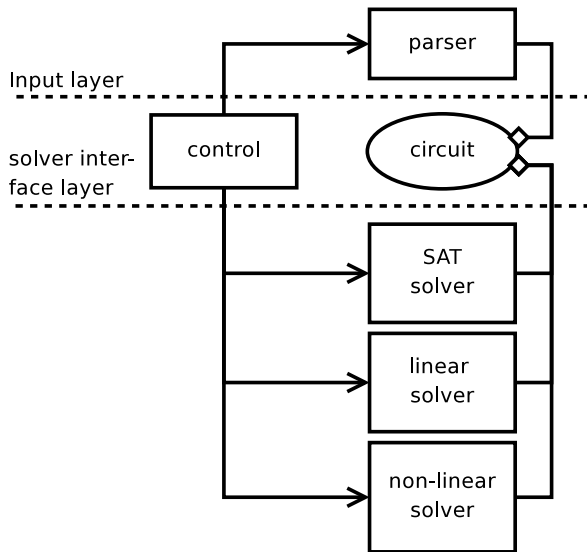 parser
Input layer
control
circuit
solver inter-
face layer
SAT
solver
linear
solver
non-linear
solver